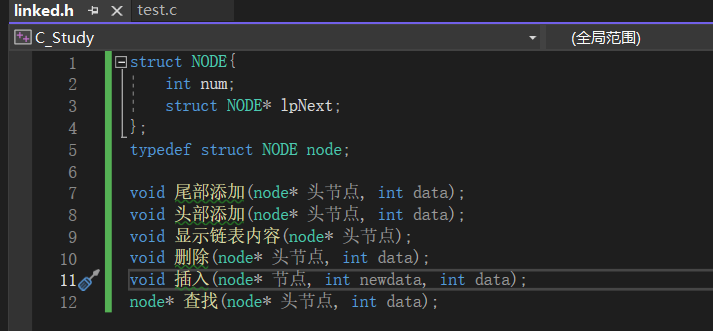 linked.h test.c
C_Study (全局范围)
1 struct NODE{
2 int num;
3 struct NODE* lpNext;
4 };
5 typedef struct NODE node;
6
7 void 尾部添加(node* 头节点, int data);
8 void 头部添加(node* 头节点, int data);
9 void 显示链表内容(node* 头节点);
10 void 删除(node* 头节点, int data);
11 void 插入(node* 节点, int newdata, int data);
12 node* 查找(node* 头节点, int data);